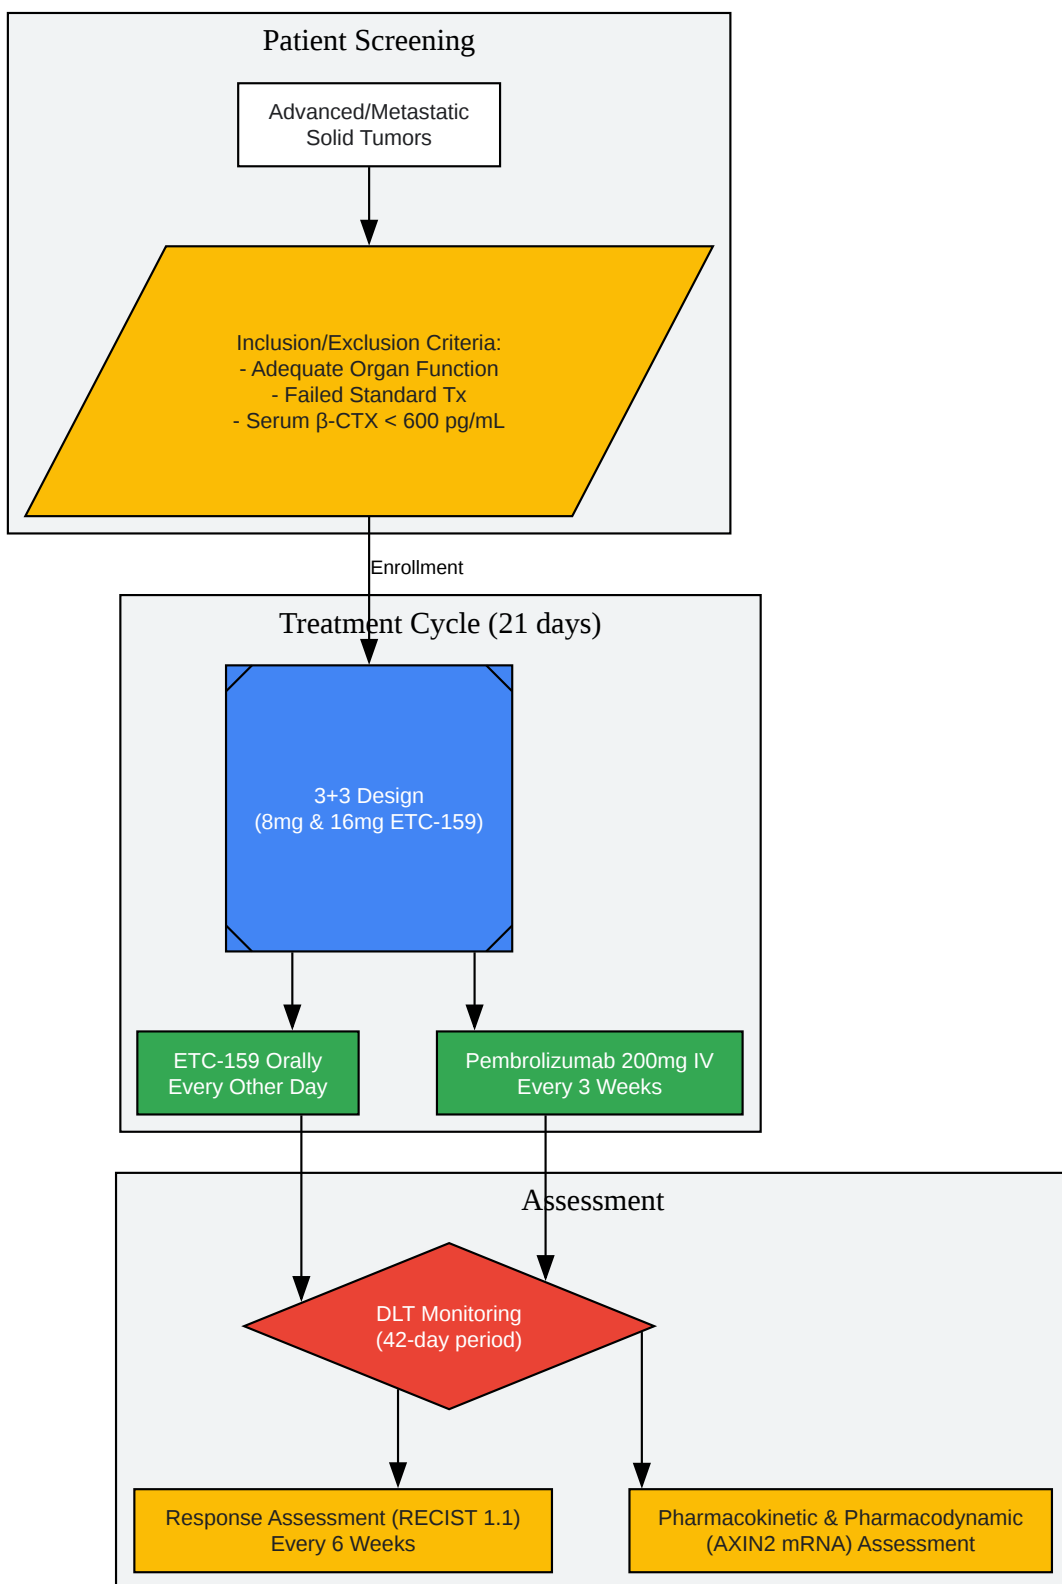 Patient Screening
Advanced/Metastatic
Solid Tumors
Inclusion/Exclusion Criteria:
- Adequate Organ Function
- Failed Standard Tx
- Serum β-CTX < 600 pg/mL
Enrollment
Treatment Cycle (21 days)
3+3 Design
(8mg & 16mg ETC-159)
ETC-159 Orally
Every Other Day
Pembrolizumab 200mg IV
Every 3 Weeks
Assessment
DLT Monitoring
(42-day period)
Response Assessment (RECIST 1.1)
Every 6 Weeks
Pharmacokinetic & Pharmacodynamic
(AXIN2 mRNA) Assessment